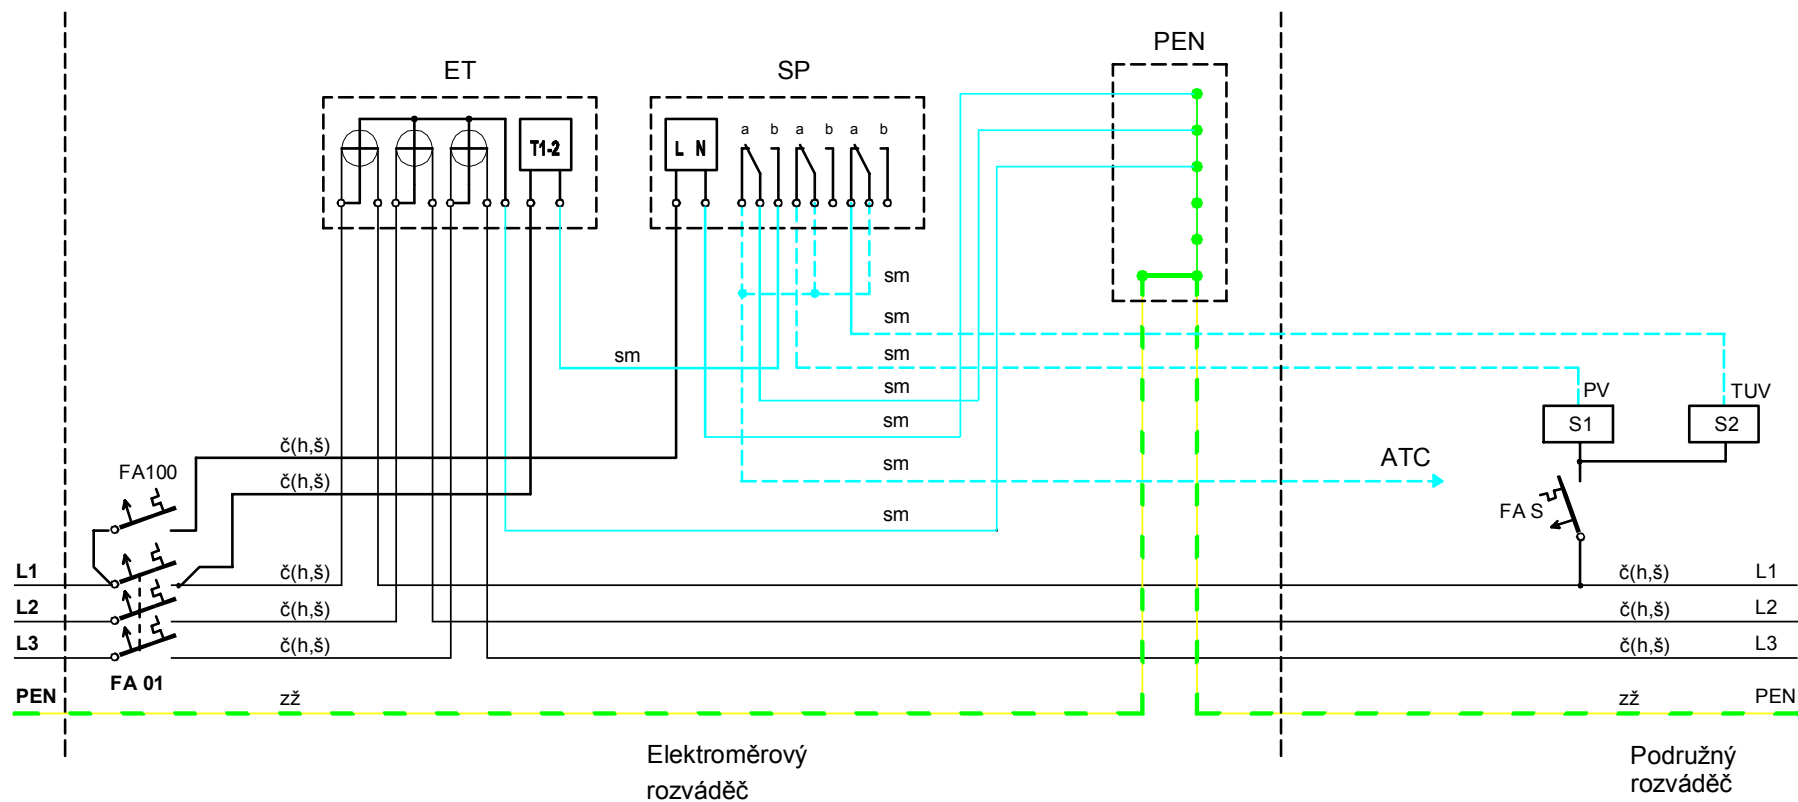 PEN
ET SP
T1-2 L N a b a b a b
sm
sm
sm
sm
sm
sm
PV TUV
S1 S2
č(h,š)
sm
ATC
FA100
č(h,š)
FA S
sm
L1 č(h,š) č(h,š) L1
L2 č(h,š) č(h,š) L2
L3 č(h,š) č(h,š) L3
FA 01
PEN zž zž PEN
Elektroměrový
rozváděč
Podružný
rozváděč